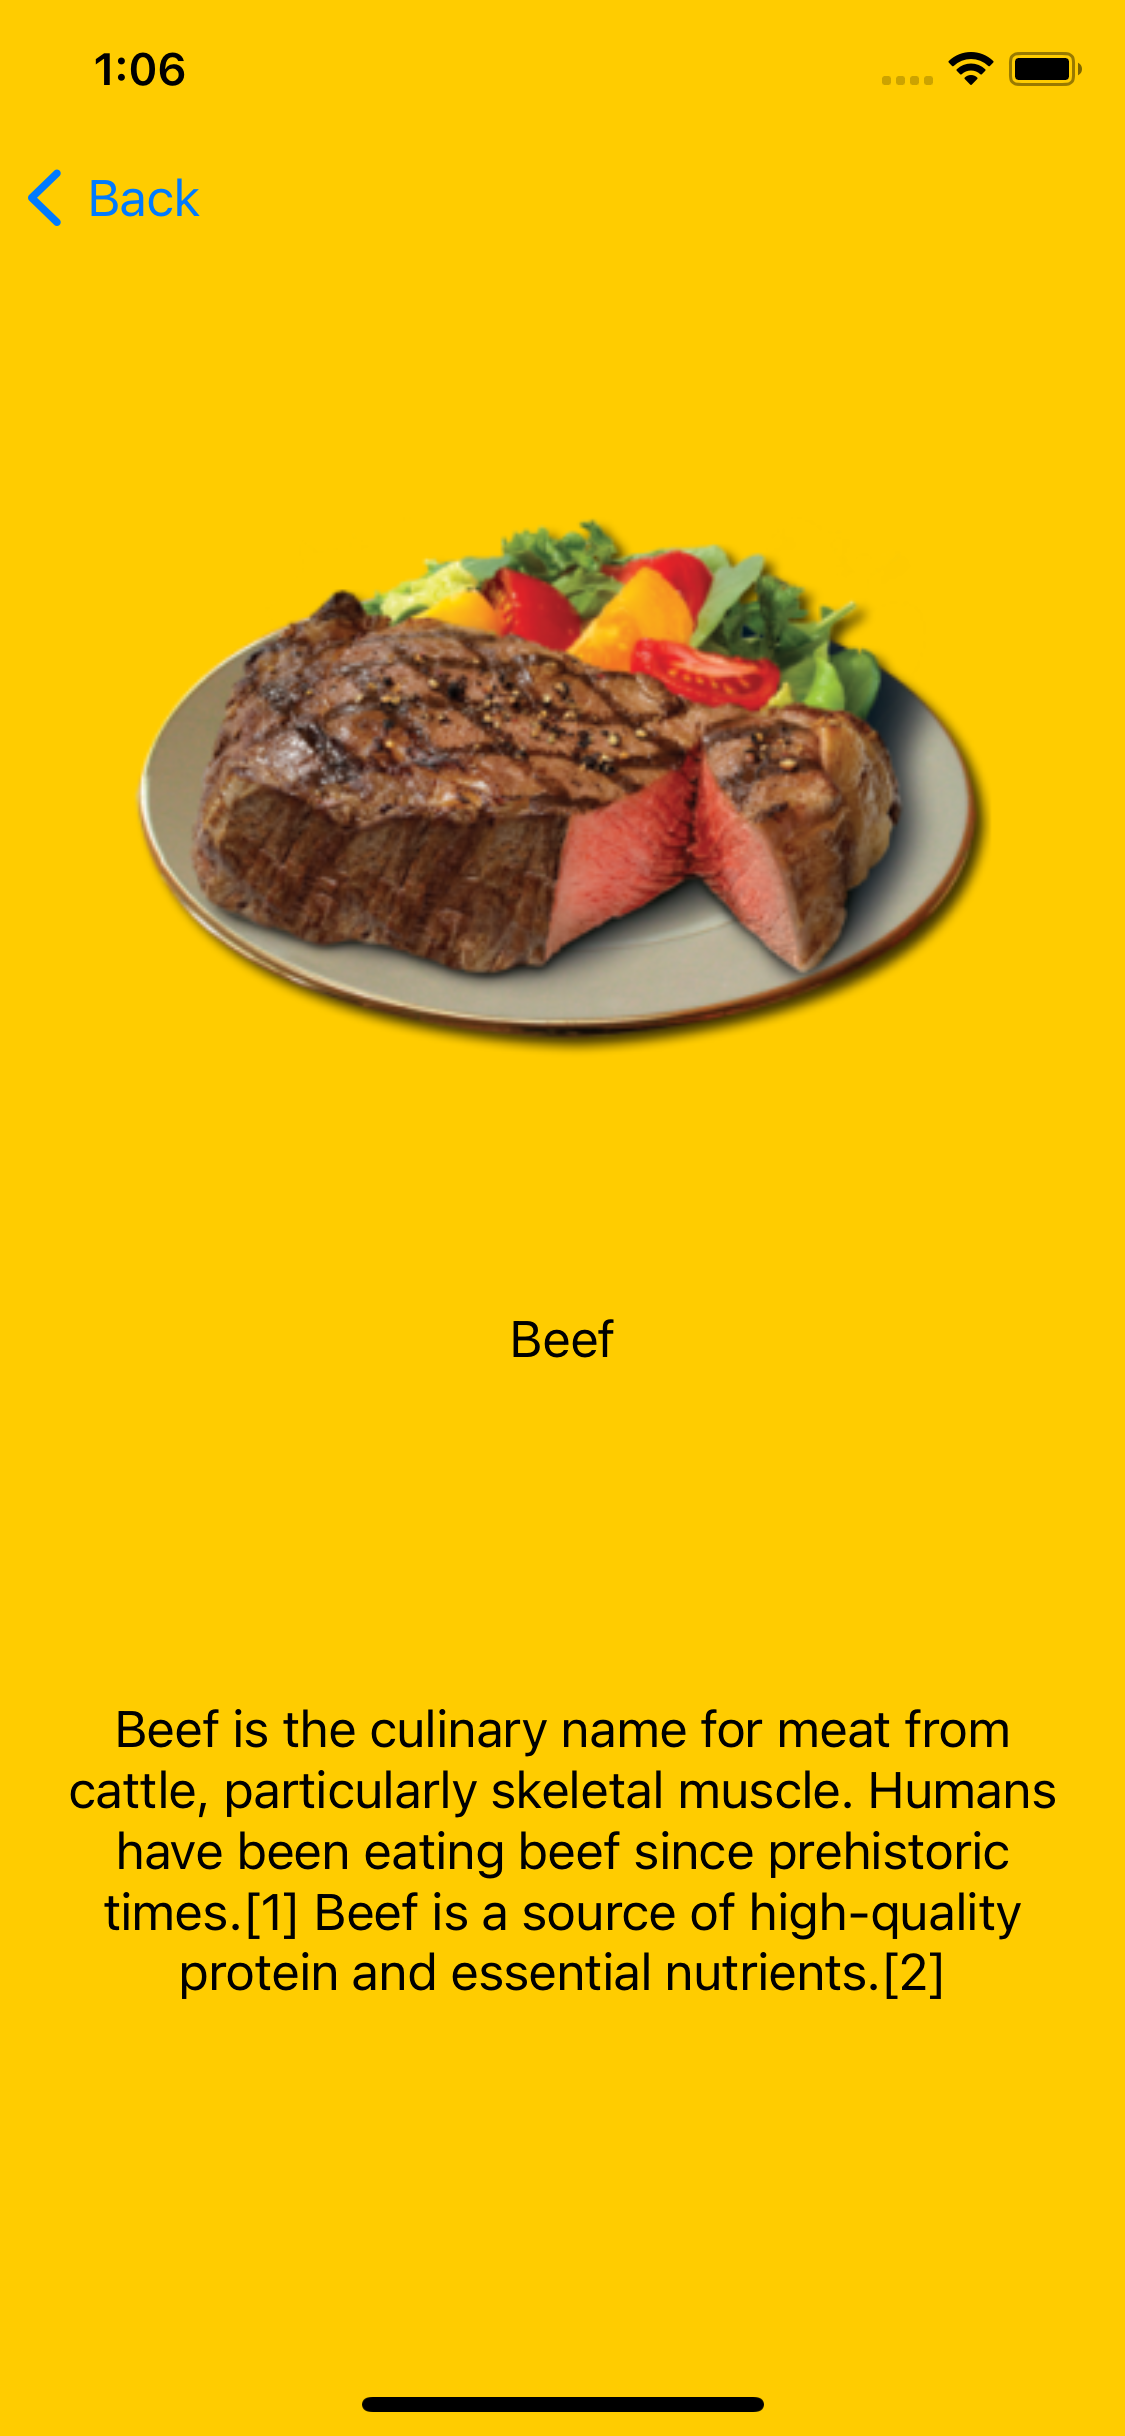 1:06
Back
Beef
Beef is the culinary name for meat from
cattle, particularly skeletal muscle. Humans
have been eating beef since prehistoric
times.[1] Beef is a source of high-quality
protein and essential nutrients.[2]